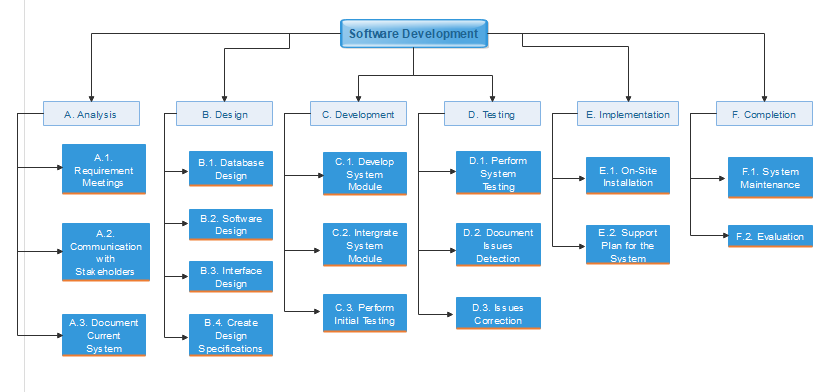 Software Development
A. Analysis
B. Design
C. Development
D. Testing
E. Implementation
F. Completion
A.1.
Requirement
Meetings
A.2.
Communication
with
Stakeholders
A.3. Document
Current
System
B.1. Database
Design
B.2. Software
Design
B.3. Interface
Design
B.4. Create
Design
Specifications
C.1. Develop
System
Module
C.2. Intergrate
System
Module
C.3. Perform
Initial Testing
D.1. Perform
System
Testing
D.2. Document
Issues
Detection
D.3. Issues
Correction
E.1. On-Site
Installation
E.2. Support
Plan for the
System
F.1. System
Maintenance
F.2. Evaluation